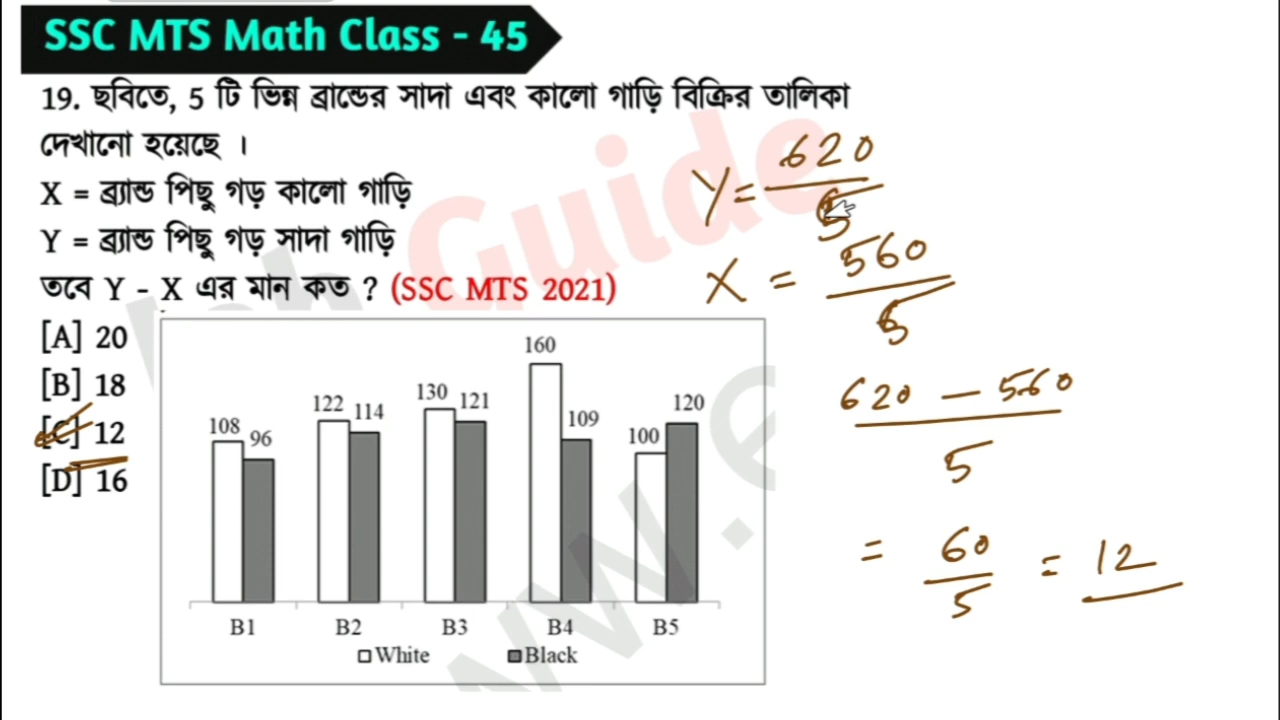 SSC MTS Math Class - 45
19. ছবিতে, 5 টি ভিন্ন ব্রান্ডের সাদা এবং কালো গাড়ি বিক্রির তালিকা
দেখানো হয়েছে ।
X = ব্র্যান্ড পিছু গড় কালো গাড়ি
Y = ব্র্যান্ড পিছু গড় সাদা গাড়ি
তবে Y - X এর মান কত ? (SSC MTS 2021)
[A] 20
[B] 18
[C] 12
[D] 16
108 96
122 114
130 121
160 109
100 120
B1 B2 B3 B4 B5
White Black
Y = 620
5
X = 560
5
620 - 560
5
= 60 = 12
5
Guide